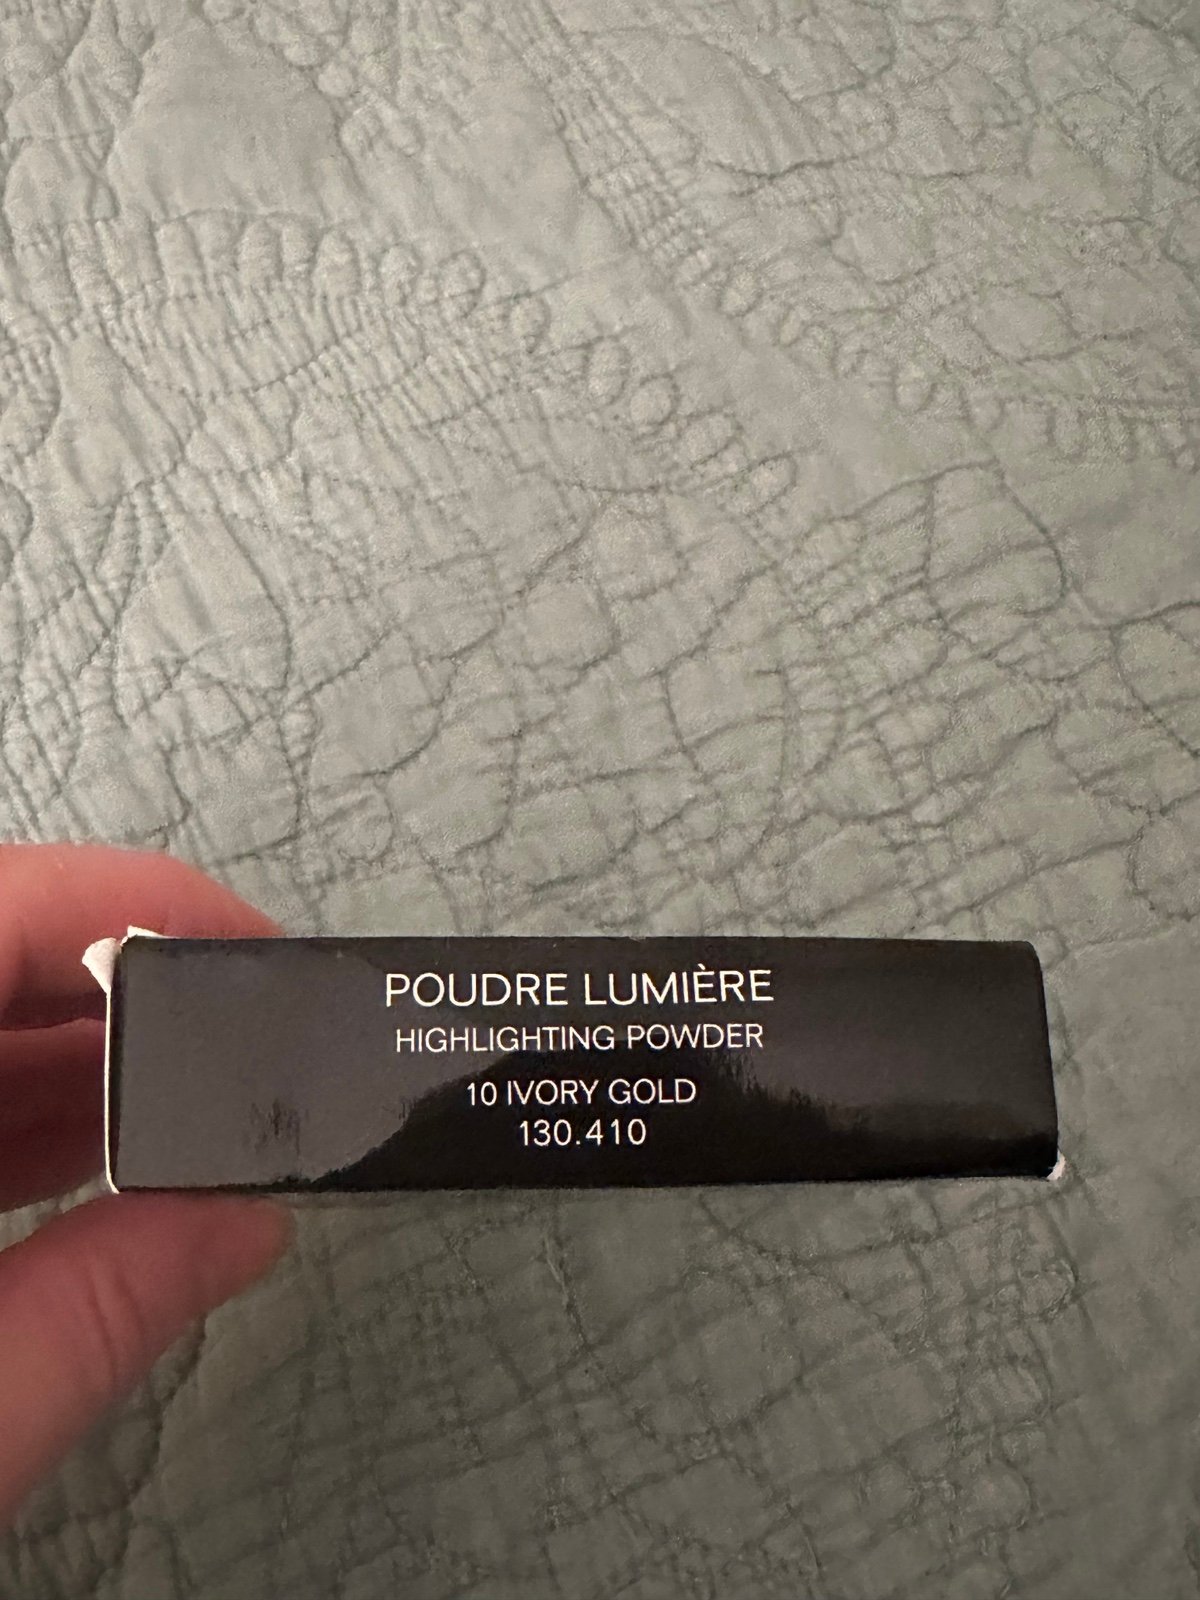 POUDRE LUMIÈRE
HIGHLIGHTING POWDER
10 IVORY GOLD
130.410